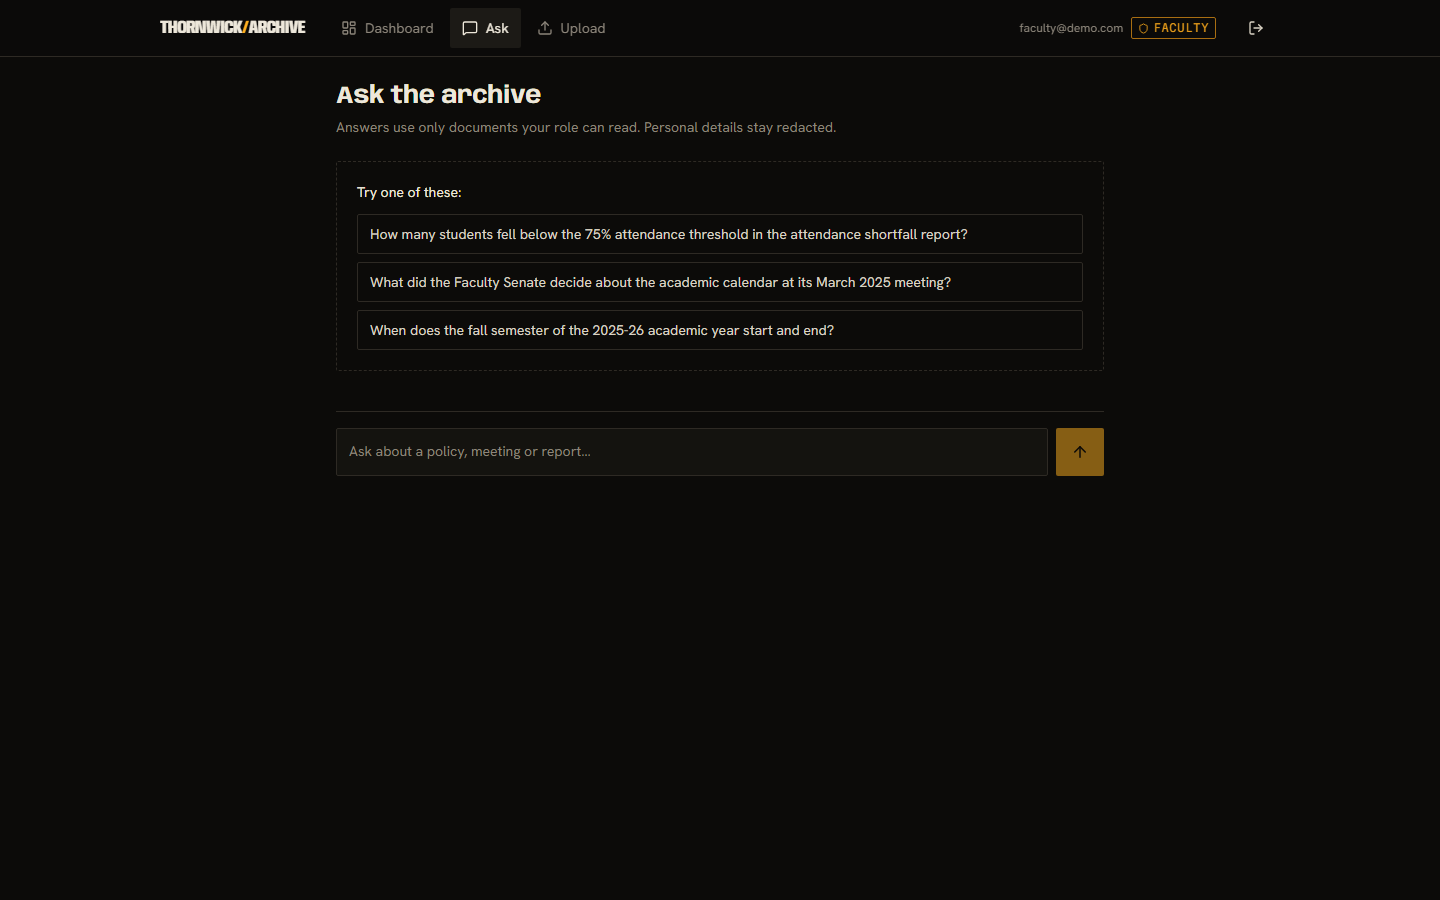 THORNWICK/ARCHIVE
Dashboard
Ask
Upload
faculty@demo.com
FACULTY
Ask the archive
Answers use only documents your role can read. Personal details stay redacted.
Try one of these:
How many students fell below the 75% attendance threshold in the attendance shortfall report?
What did the Faculty Senate decide about the academic calendar at its March 2025 meeting?
When does the fall semester of the 2025-26 academic year start and end?
Ask about a policy, meeting or report...